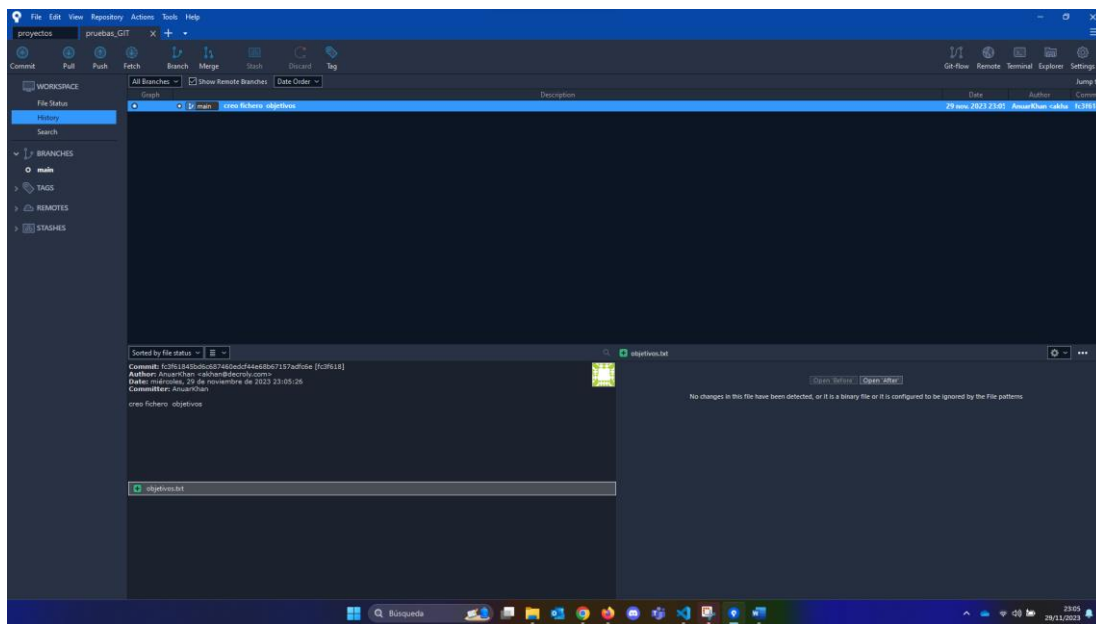 File Edit View Repository Actions Tools Help
proyectos pruebas_GIT
Commit Pull Push Fetch Branch Merge Stash Discard Tag Git-flow Remote Terminal Explorer Settings
WORKSPACE
File Status
History
Search
BRANCHES
main
TAGS
REMOTES
STASHES
All Branches Show Remote Branches Date Order Jump t
Graph Description Date Author Comm
main creo fichero objetivos 29 nov. 2023 23:05 AnuarKhan <akha fc3f61
Sorted by file status
Commit: fc3f61845bd6c687460edcf44e68b67157adfc6e [fc3f618]
Author: AnuarKhan <akhan@decroly.com>
Date: miércoles, 29 de noviembre de 2023 23:05:26
Committer: AnuarKhan
creo fichero objetivos
objetivos.txt
objetivos.txt
Open 'Before' Open 'After'
No changes in this file have been detected, or it is a binary file or it is configured to be ignored by the File patterns
Búsqueda
23:05
29/11/2023